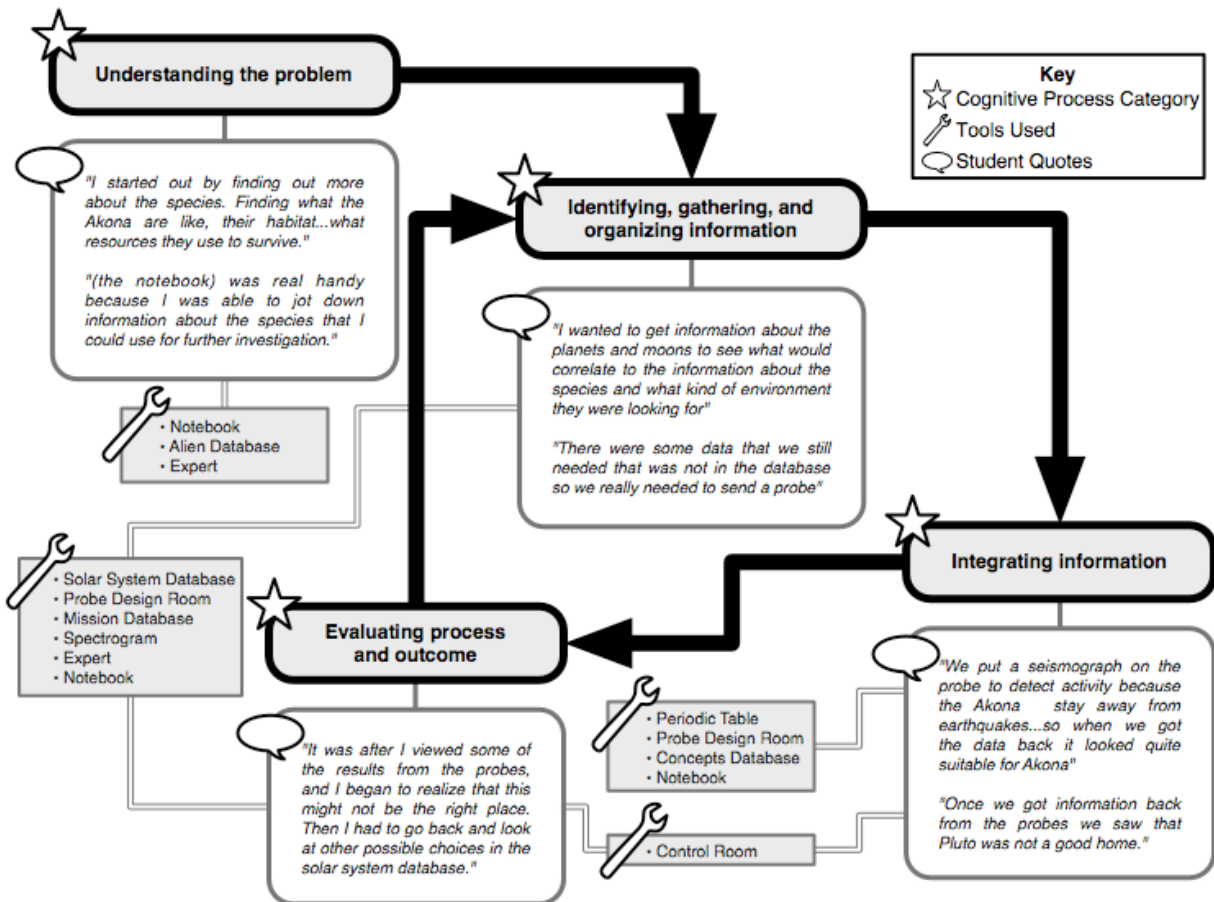 Understanding the problem
Key
Cognitive Process Category
Tools Used
Student Quotes
"I started out by finding out more
about the species. Finding what the
Akona are like, their habitat...what
resources they use to survive."
"(the notebook) was real handy
because I was able to jot down
information about the species that I
could use for further investigation."
• Notebook
• Alien Database
• Expert
Identifying, gathering, and
organizing information
"I wanted to get information about the
planets and moons to see what would
correlate to the information about the
species and what kind of environment
they were looking for"
"There were some data that we still
needed that was not in the database
so we really needed to send a probe"
• Solar System Database
• Probe Design Room
• Mission Database
• Spectrogram
• Expert
• Notebook
Integrating information
"We put a seismograph on the
probe to detect activity because
the Akona stay away from
earthquakes...so when we got
the data back it looked quite
suitable for Akona"
"Once we got information back
from the probes we saw that
Pluto was not a good home."
• Periodic Table
• Probe Design Room
• Concepts Database
• Notebook
• Control Room
Evaluating process
and outcome
"It was after I viewed some of
the results from the probes,
and I began to realize that this
might not be the right place.
Then I had to go back and look
at other possible choices in the
solar system database."